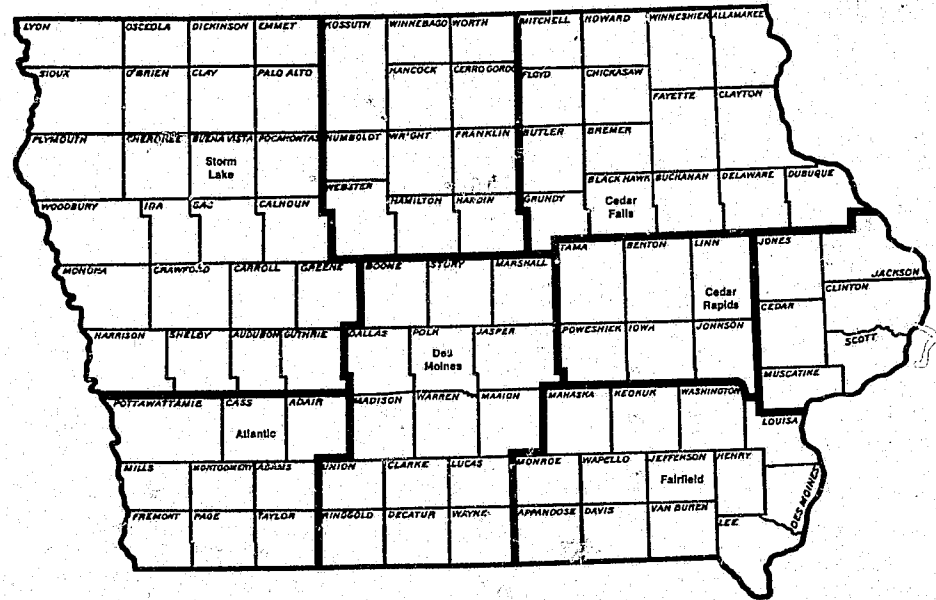 LYON OSCEOLA DICKINSON EMMET KOSSUTH WINNEBAGO WORTH MITCHELL HOWARD WINNESHIEK ALLAMAKEE
SIOUX O'BRIEN CLAY PALO ALTO HANCOCK CERRO GORDO FLOYD CHICKASAW
FAYETTE CLAYTON
PLYMOUTH CHEROKEE BUENA VISTA POCAHONTAS HUMBOLDT WRIGHT FRANKLIN BUTLER BREMER
Storm
Lake
WEBSTER BLACK HAWK BUCHANAN DELAWARE DUBUQUE
WOODBURY IDA SAC CALHOUN HAMILTON HARDIN GRUNDY
Cedar
Falls
TAMA BENTON LINN JONES
MONONA CRAWFORD CARROLL GREENE BOONE STORY MARSHALL
JACKSON
CLINTON
Cedar
Rapids
CEDAR
HARRISON SHELBY AUDUBON GUTHRIE DALLAS POLK JASPER POWESHIEK IOWA JOHNSON
SCOTT
Des
Moines
MUSCATINE
POTTAWATTAMIE CASS ADAIR MADISON WARREN MARION MAHASKA KEOKUK WASHINGTON
LOUISA
Atlantic
MILLS MONTGOMERY ADAMS UNION CLARKE LUCAS MONROE WAPELLO JEFFERSON HENRY
Fairfield
DES MOINES
FREMONT PAGE TAYLOR RINGGOLD DECATUR WAYNE APPANOOSE DAVIS VAN BUREN
LEE